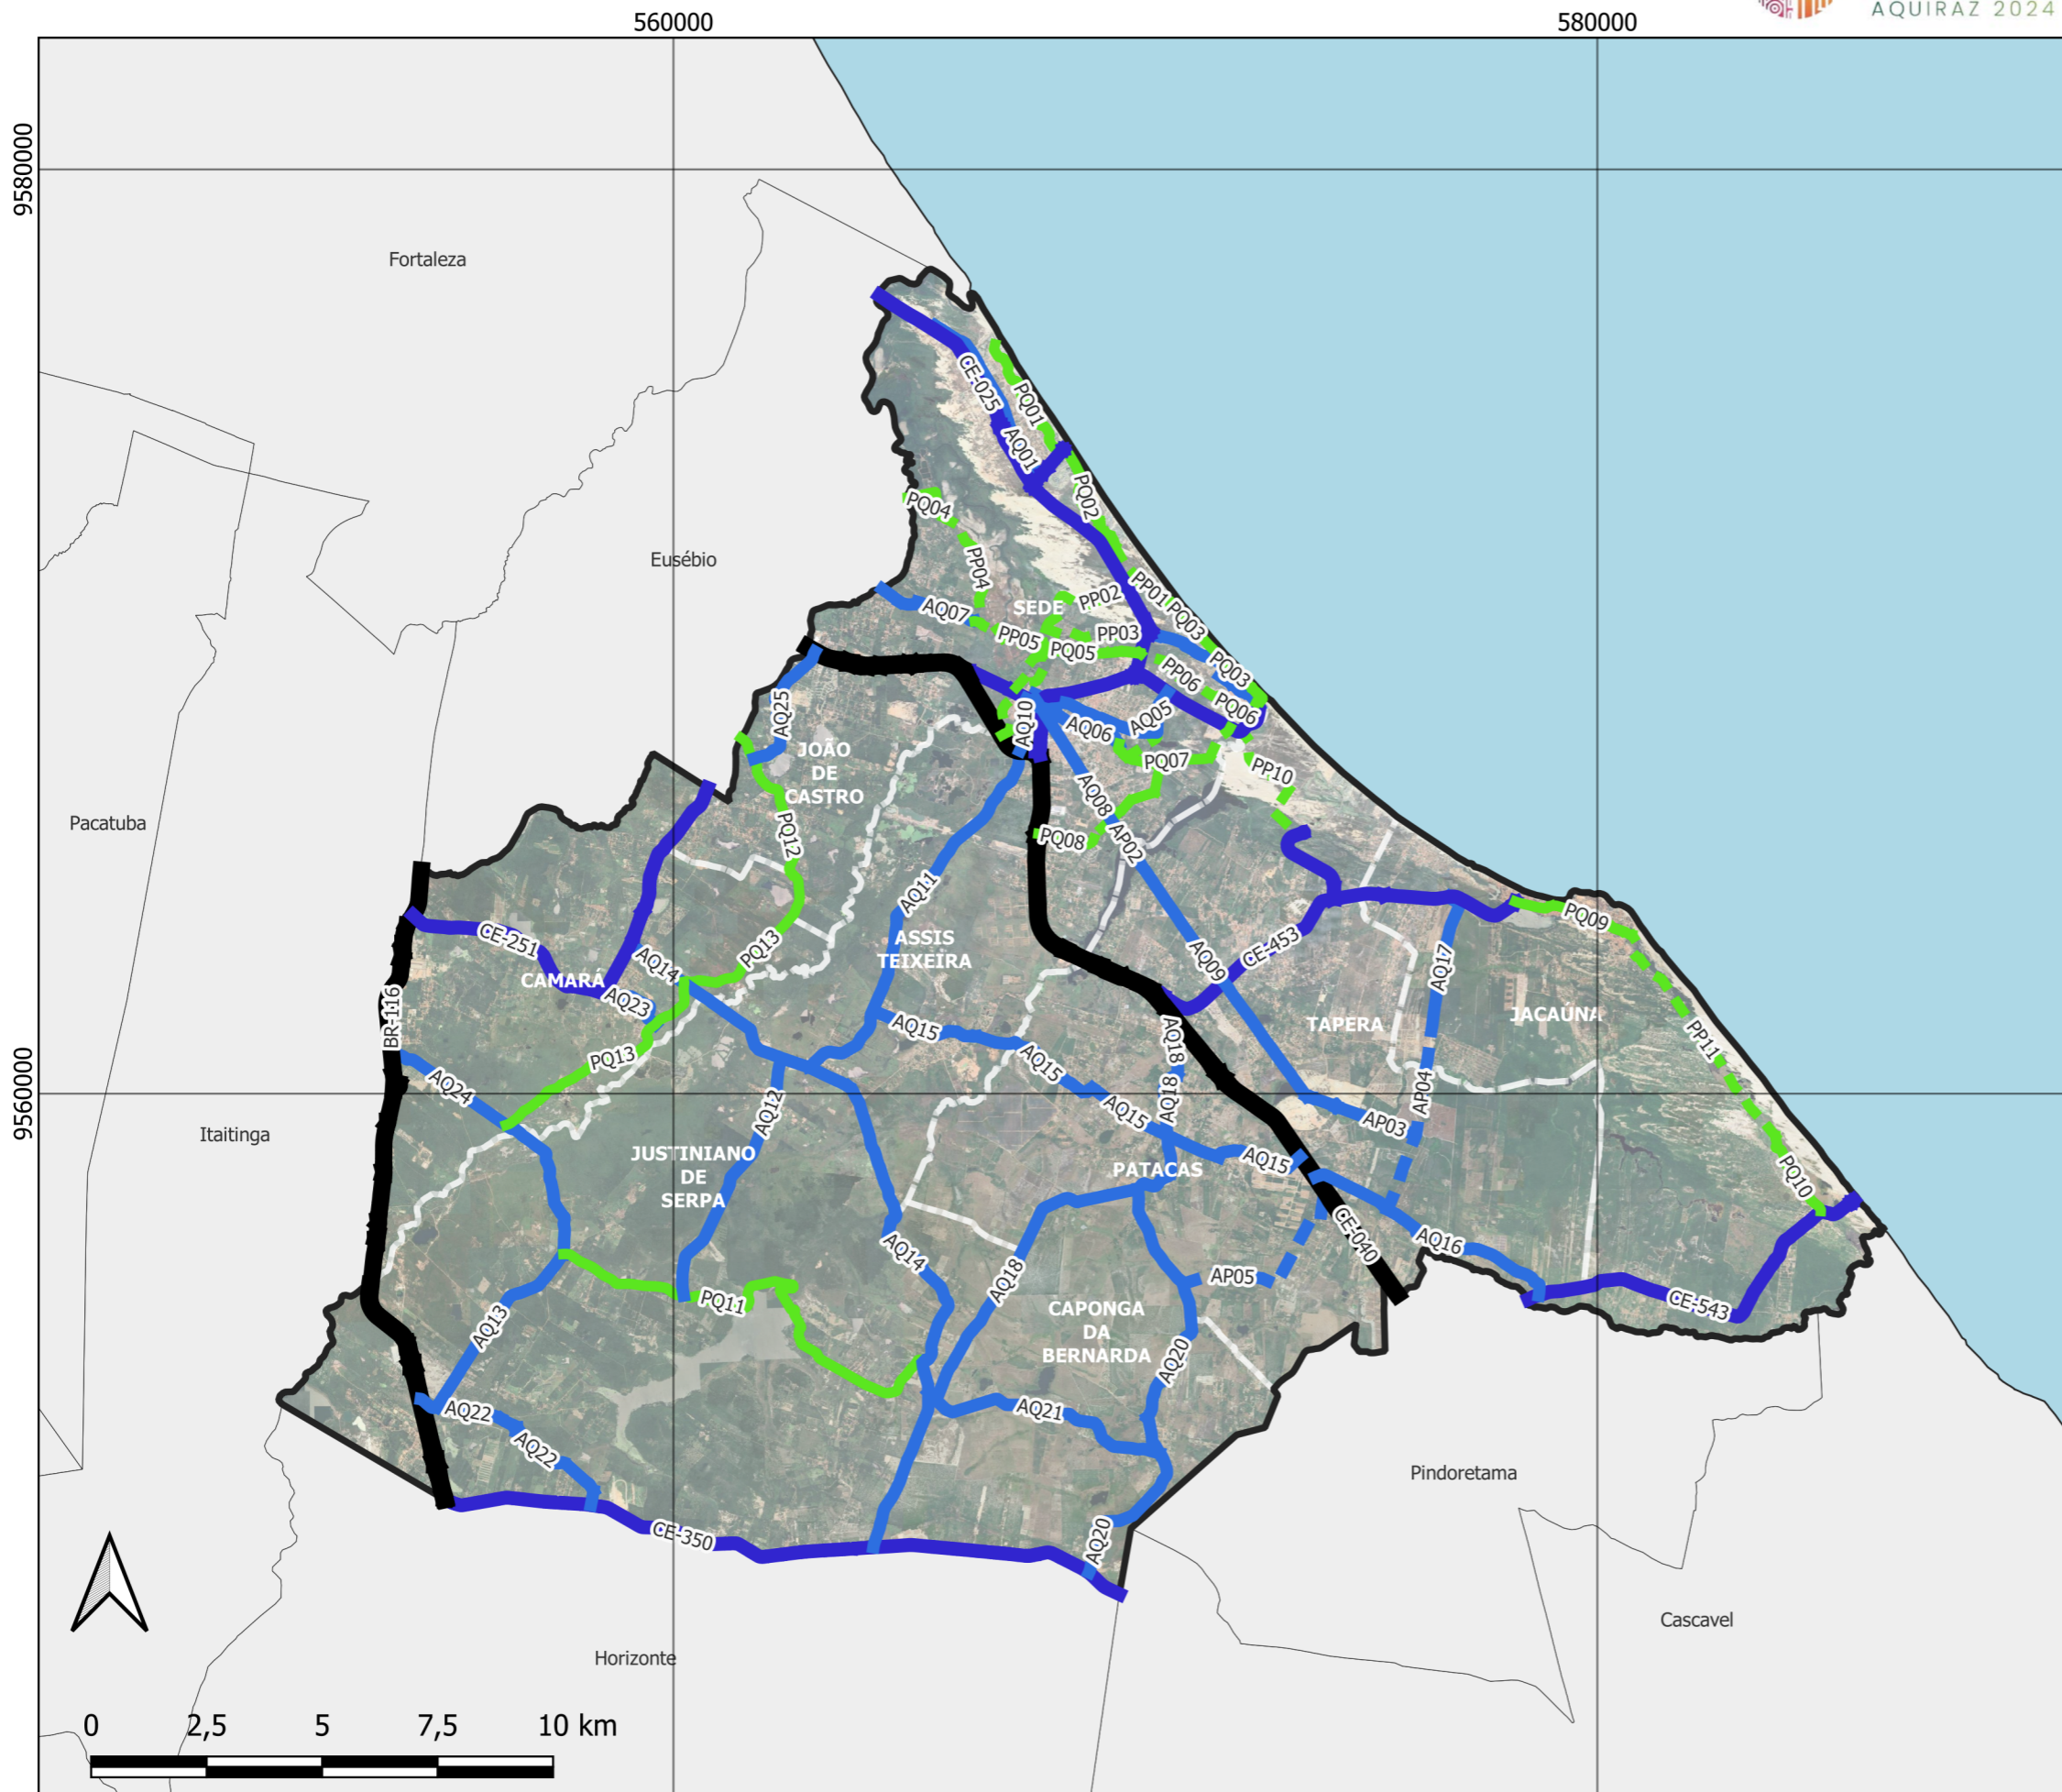 AQUIRAZ 2024
560000
580000
9580000
Fortaleza
CE-025
PQ01
AQ01
PQ02
PQ04
PP04
Eusébio
PP01
PP02
AQ07
SEDE
PQ03
PP03
PP05
PQ05
PQ03
PP06
PQ06
AQ25
AQ10
AQ05
AQ06
JOÃO
DE
CASTRO
PQ07
PP10
AQ08
Pacatuba
PQ12
PQ08
AP02
AQ11
PQ09
CE-251
PQ13
ASSIS
TEIXEIRA
CE-453
AQ14
AQ09
AQ17
CAMARÁ
AQ23
BR-116
AQ15
AQ18
TAPERA
JACAÚNA
PP11
PQ13
AQ15
AQ24
9560000
AQ12
AQ15
AQ18
AP04
AP03
Itaitinga
JUSTINIANO
DE
SERPA
AQ15
PATACAS
PQ10
CE-040
AQ16
AQ14
AQ18
AP05
PQ11
CE-543
AQ13
CAPONGA
DA
BERNARDA
AQ20
AQ22
AQ21
AQ22
Pindoretama
CE-350
AQ20
Cascavel
Horizonte
0 2,5 5 7,5 10 km